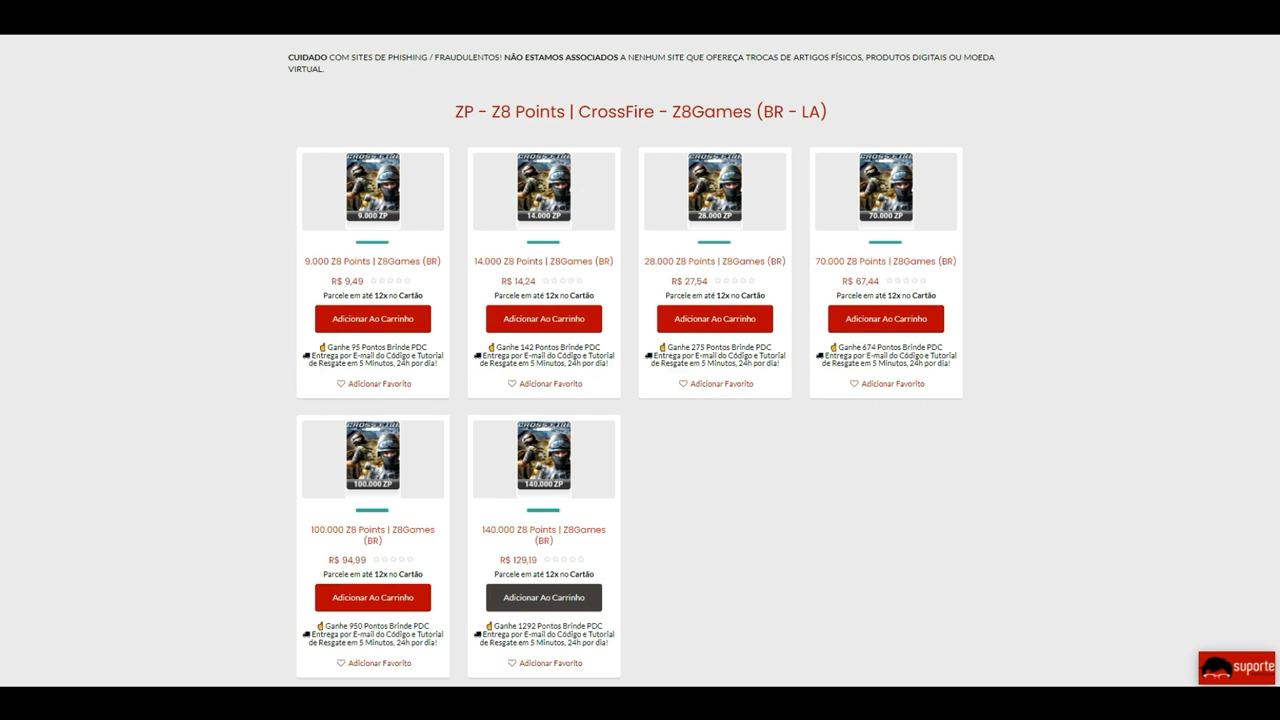 CUIDADO COM SITES DE PHISHING / FRAUDULENTOS! NÃO ESTAMOS ASSOCIADOS A NENHUM SITE QUE OFEREÇA TROCAS DE ARTIGOS FÍSICOS, PRODUTOS DIGITAIS OU MOEDA
VIRTUAL.
ZP - Z8 Points | CrossFire - Z8Games (BR - LA)
CROSS FIRE
9.000 ZP
9.000 Z8 Points | Z8Games (BR)
R$ 9,49
Parcele em até 12x no Cartão
Adicionar Ao Carrinho
Ganhe 95 Pontos Brinde PDC
Entrega por E-mail do Código e Tutorial
de Resgate em 5 Minutos, 24h por dia!
Adicionar Favorito
CROSS FIRE
14.000 ZP
14.000 Z8 Points | Z8Games (BR)
R$ 14,24
Parcele em até 12x no Cartão
Adicionar Ao Carrinho
Ganhe 142 Pontos Brinde PDC
Entrega por E-mail do Código e Tutorial
de Resgate em 5 Minutos, 24h por dia!
Adicionar Favorito
CROSS FIRE
28.000 ZP
28.000 Z8 Points | Z8Games (BR)
R$ 27,54
Parcele em até 12x no Cartão
Adicionar Ao Carrinho
Ganhe 275 Pontos Brinde PDC
Entrega por E-mail do Código e Tutorial
de Resgate em 5 Minutos, 24h por dia!
Adicionar Favorito
CROSS FIRE
70.000 ZP
70.000 Z8 Points | Z8Games (BR)
R$ 67,44
Parcele em até 12x no Cartão
Adicionar Ao Carrinho
Ganhe 674 Pontos Brinde PDC
Entrega por E-mail do Código e Tutorial
de Resgate em 5 Minutos, 24h por dia!
Adicionar Favorito
CROSS FIRE
100.000 ZP
100.000 Z8 Points | Z8Games
(BR)
R$ 94,99
Parcele em até 12x no Cartão
Adicionar Ao Carrinho
Ganhe 950 Pontos Brinde PDC
Entrega por E-mail do Código e Tutorial
de Resgate em 5 Minutos, 24h por dia!
Adicionar Favorito
CROSS FIRE
140.000 ZP
140.000 Z8 Points | Z8Games
(BR)
R$ 129,19
Parcele em até 12x no Cartão
Adicionar Ao Carrinho
Ganhe 1292 Pontos Brinde PDC
Entrega por E-mail do Código e Tutorial
de Resgate em 5 Minutos, 24h por dia!
Adicionar Favorito
suporte